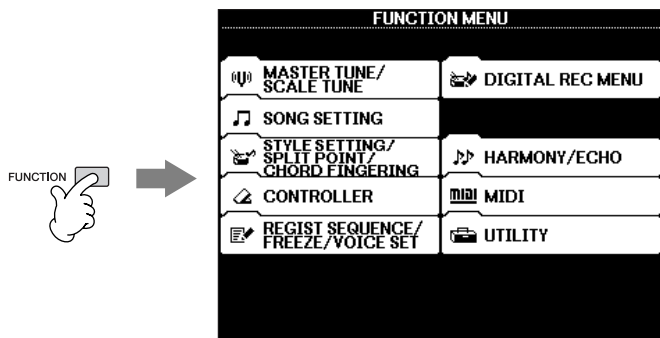 FUNCTION MENU
MASTER TUNE/
SCALE TUNE
SONG SETTING
STYLE SETTING/
SPLIT POINT/
CHORD FINGERING
CONTROLLER
REGIST SEQUENCE/
FREEZE/VOICE SET
DIGITAL REC MENU
HARMONY/ECHO
MIDI MIDI
UTILITY
FUNCTION